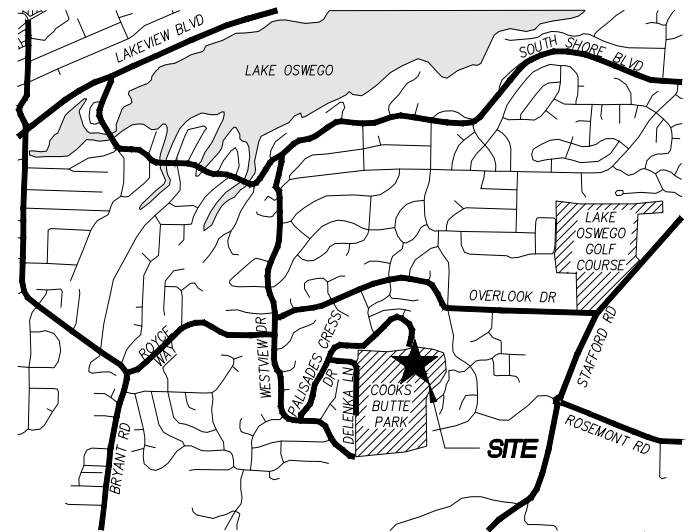 LAKEVIEW BLVD
SOUTH SHORE BLVD
LAKE OSWEGO
LAKE
OSWEGO
GOLF
COURSE
OVERLOOK DR
STAFFORD RD
ROYCE
WAY
WESTVIEW DR
PALISADES CRESS
DR
DELENKA LN
COOKS
BUTTE
PARK
ROSEMONT RD
BRYANT RD
SITE